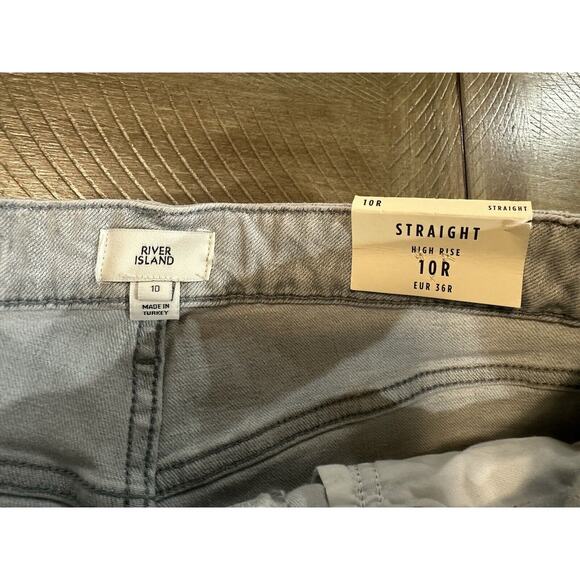 RIVER
ISLAND
10
MADE IN
TURKEY
10R STRAIGHT
STRAIGHT
HIGH RISE
10R
EUR 36R